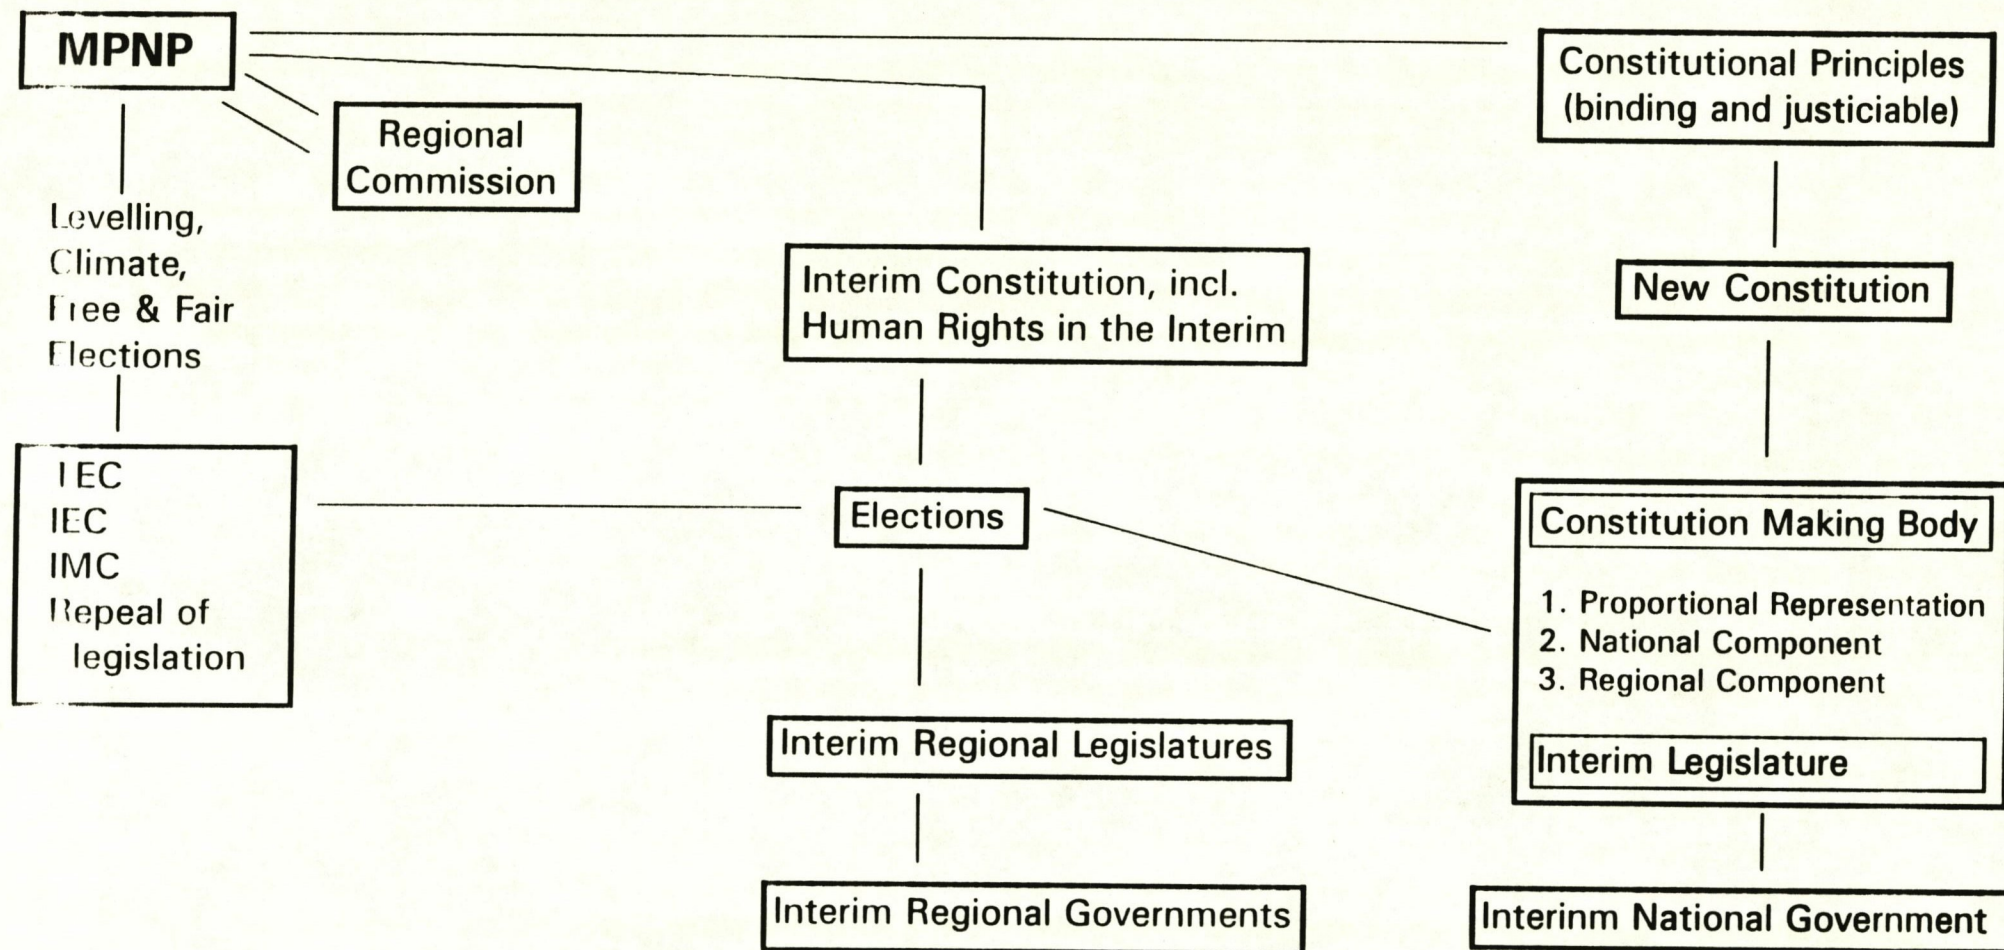 MPNP
Regional
Commission
Levelling,
Climate,
Free & Fair
Elections
TEC
IEC
IMC
Repeal of
legislation
Interim Constitution, incl.
Human Rights in the Interim
Elections
Interim Regional Legislatures
Interim Regional Governments
Constitutional Principles
(binding and justiciable)
New Constitution
Constitution Making Body
1. Proportional Representation
2. National Component
3. Regional Component
Interim Legislature
Interinm National Government